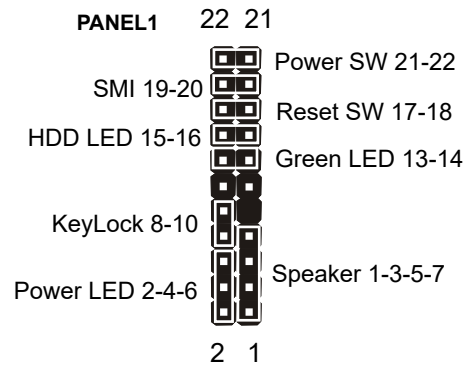 PANEL1 22 21
Power SW 21-22
SMI 19-20
Reset SW 17-18
HDD LED 15-16
Green LED 13-14
KeyLock 8-10
Speaker 1-3-5-7
Power LED 2-4-6
2 1